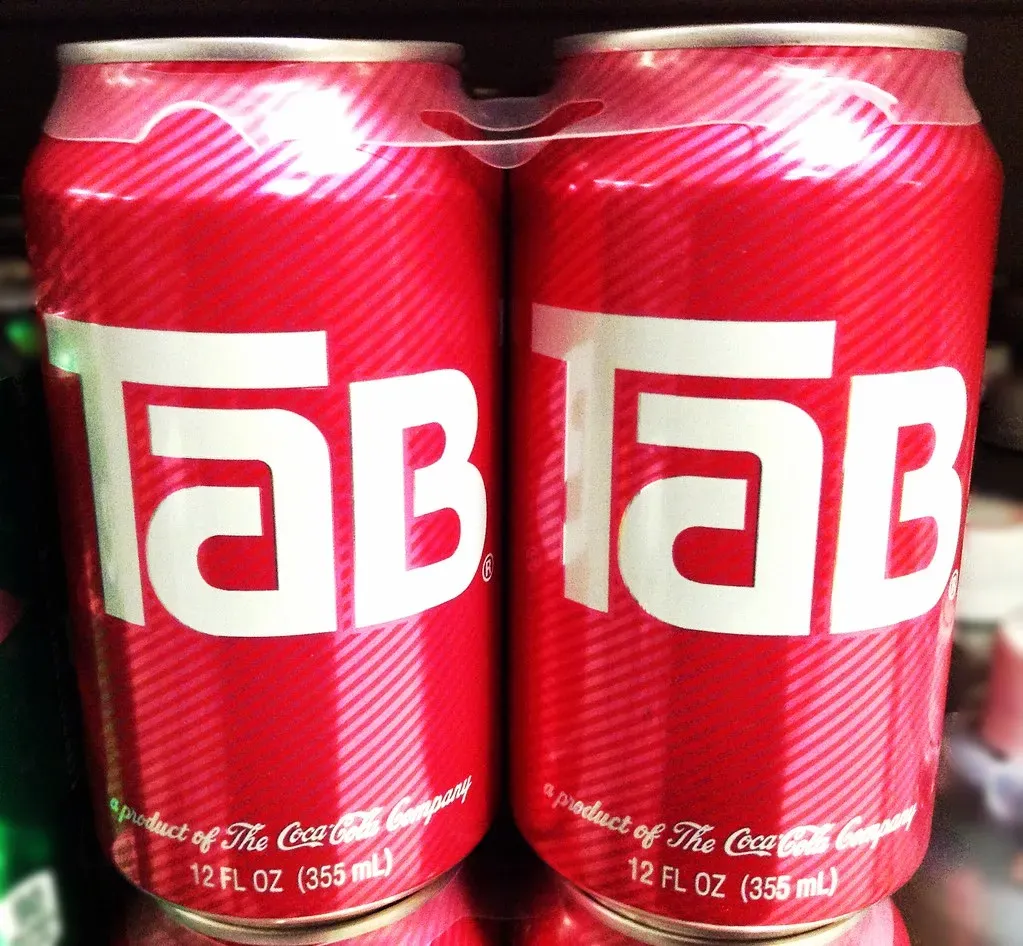 TaB®
a product of The Coca-Cola Company
12 FL OZ (355 mL)
TaB®
a product of The Coca-Cola Company
12 FL OZ (355 mL)